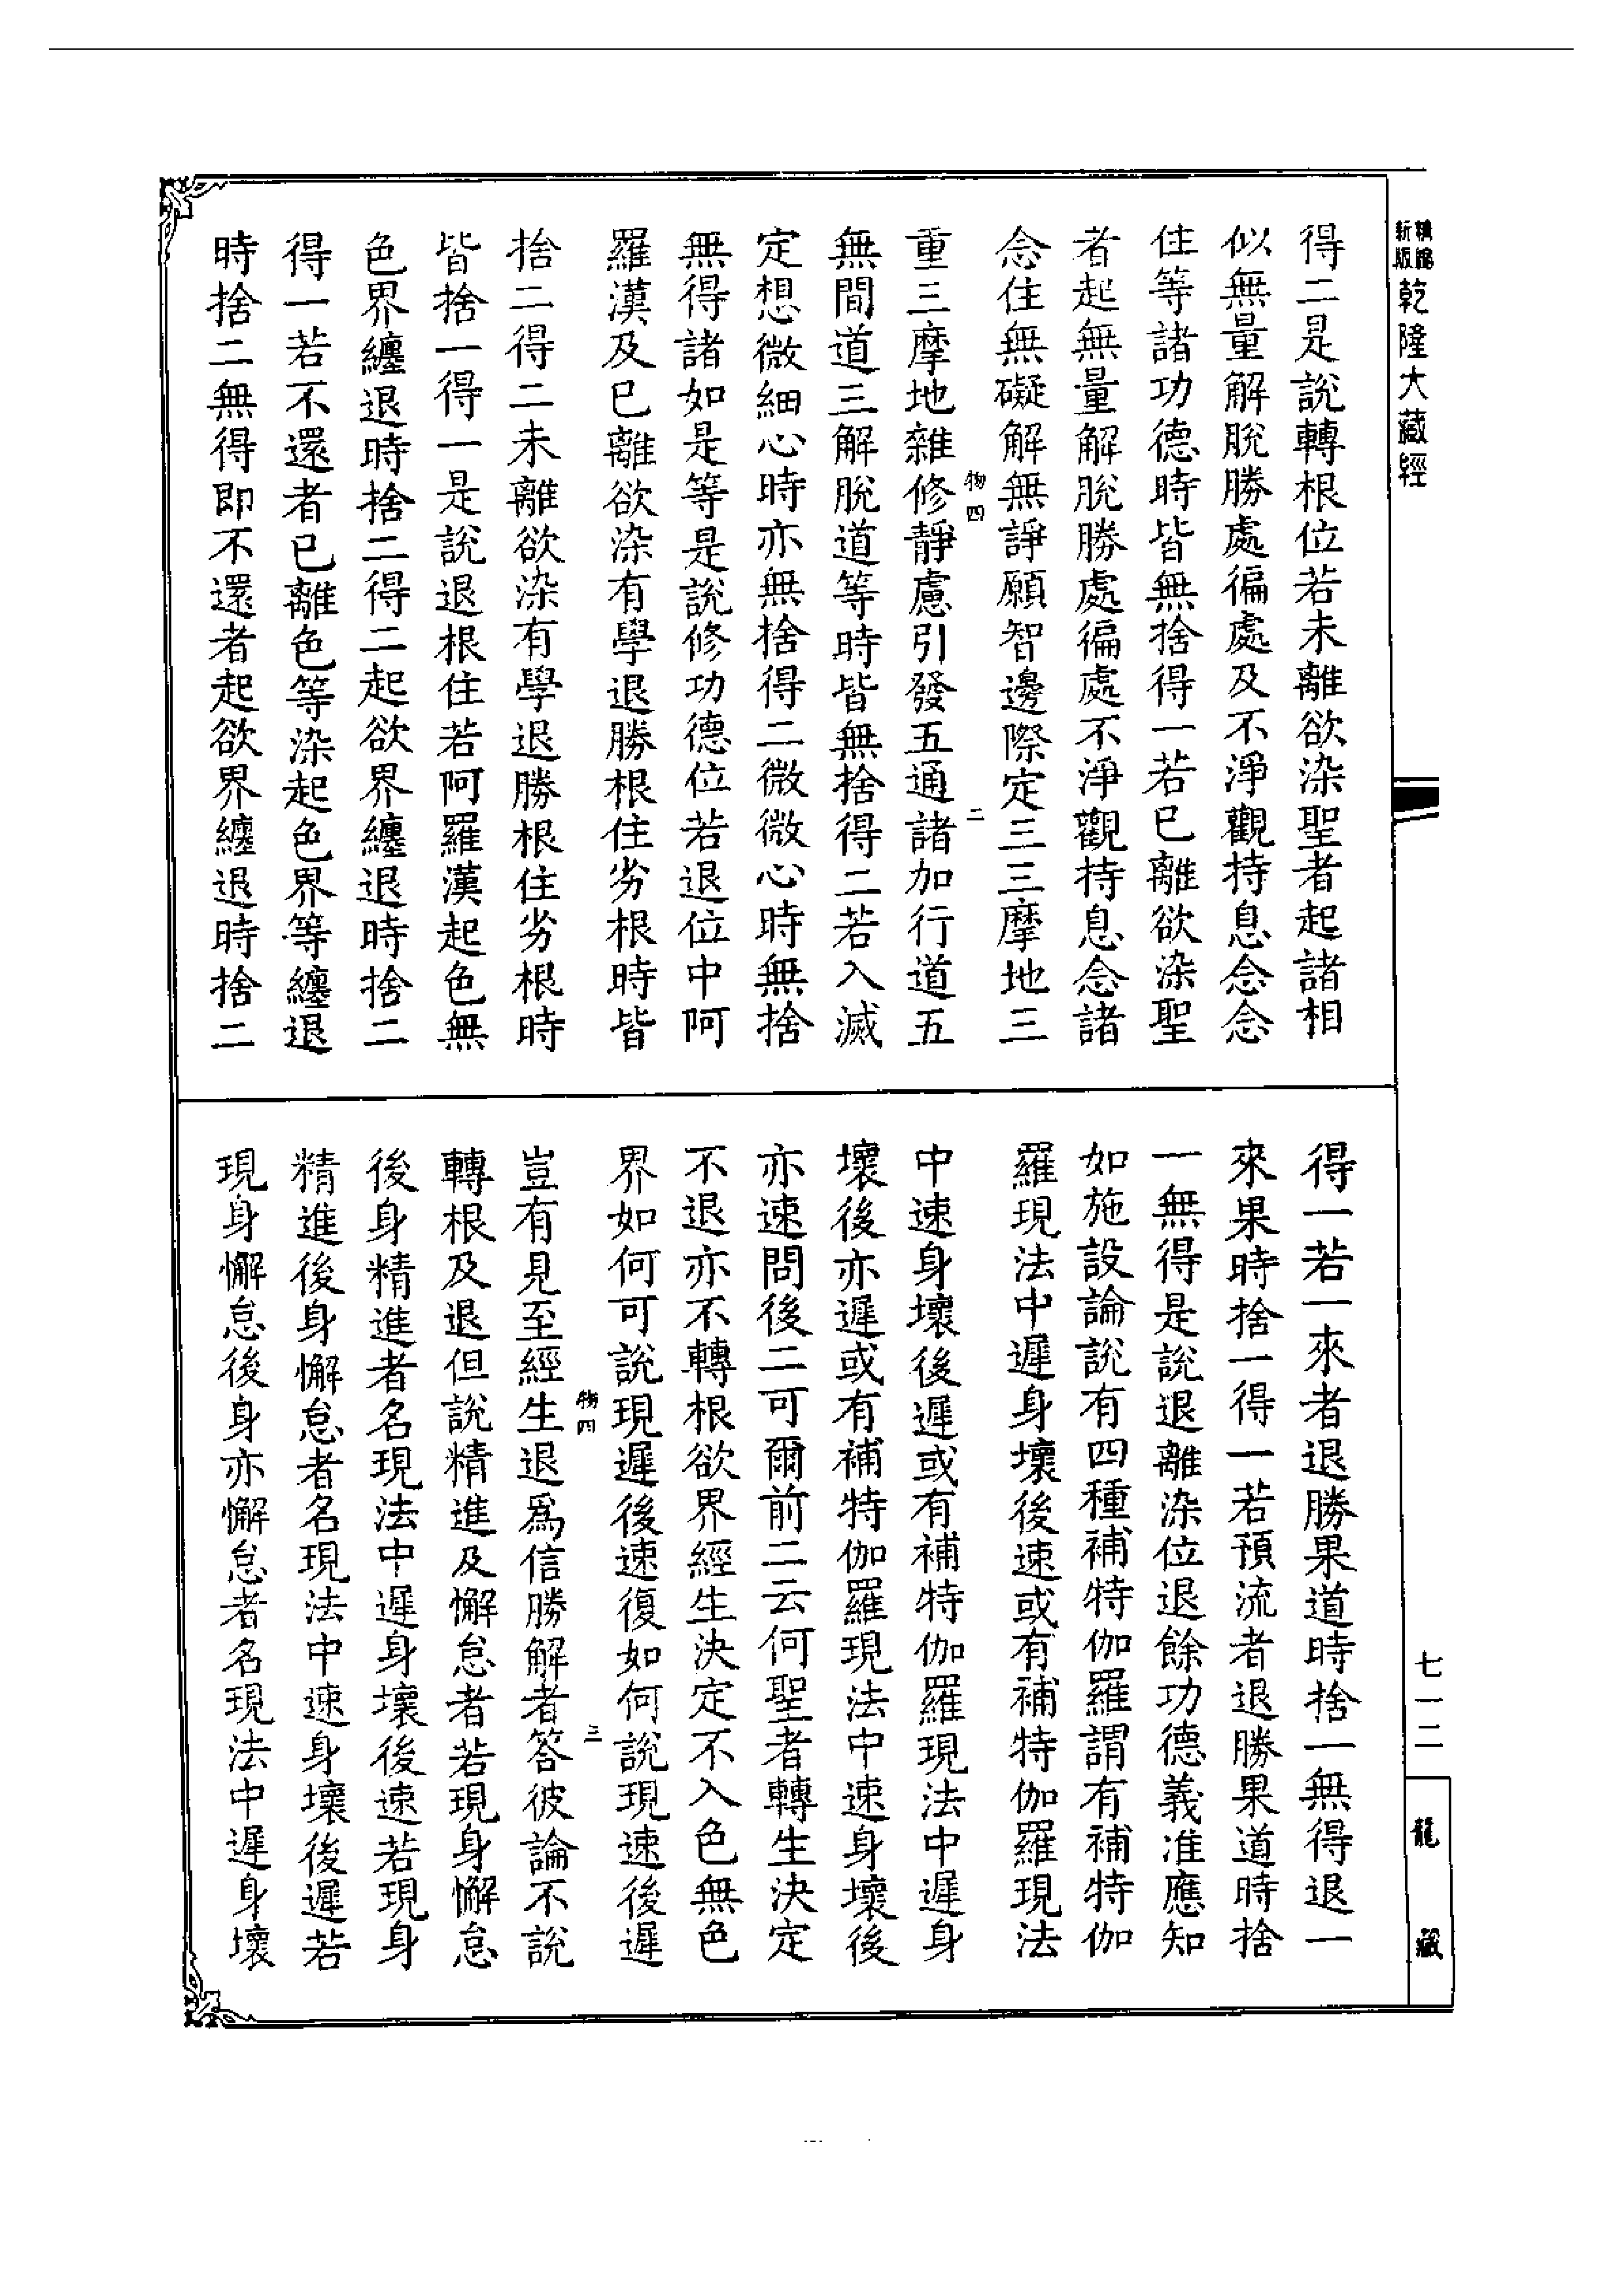 新版
乾隆大藏經
得二是說轉根位若未離欲染聖者起諸相
似無量解脫勝處徧處及不淨觀持息念念
住等諸功德時皆無捨得一若已離欲染聖
者起無量解脫勝處徧處不淨觀持息念諸
念住無礙解無諍願智邊際定三三摩地三
物四
二
重三摩地雜修靜慮引發五通諸加行道五
無間道三解脫道等時皆無捨得二若入滅
定想微細心時亦無捨得二微微心時無捨
無得諸如是等是說修功德位若退位中阿
羅漢及已離欲染有學退勝根住劣根時皆
捨二得二未離欲染有學退勝根住劣根時
皆捨一得一是說退根住若阿羅漢起色無
色界纏退時捨二得二起欲界纏退時捨二
得一若不還者已離色等染起色界等纏退
時捨二無得即不還者起欲界纏退時捨二
得一若一來者退勝果道時捨一無得退一
來果時捨一得一若預流者退勝果道時捨
一無得是說退離染位退餘功德義准應知
如施設論說有四種補特伽羅謂有補特伽
羅現法中遲身壞後速或有補特伽羅現法
中速身壞後遲或有補特伽羅現法中遲身
壞後亦遲或有補特伽羅現法中速身壞後
亦速問後二可爾前二云何聖者轉生決定
不退亦不轉根欲界經生決定不入色無色
界如何可說現遲後速復如何說現速後遲
物四
三
豈有見至經生退為信勝解者答彼論不說
轉根及退但說精進及懈怠者若現身懈怠
後身精進者名現法中遲身壞後速若現身
精進後身懈怠者名現法中速身壞後遲若
現身懈怠後身亦懈怠者名現法中遲身壞
七一二
龍藏